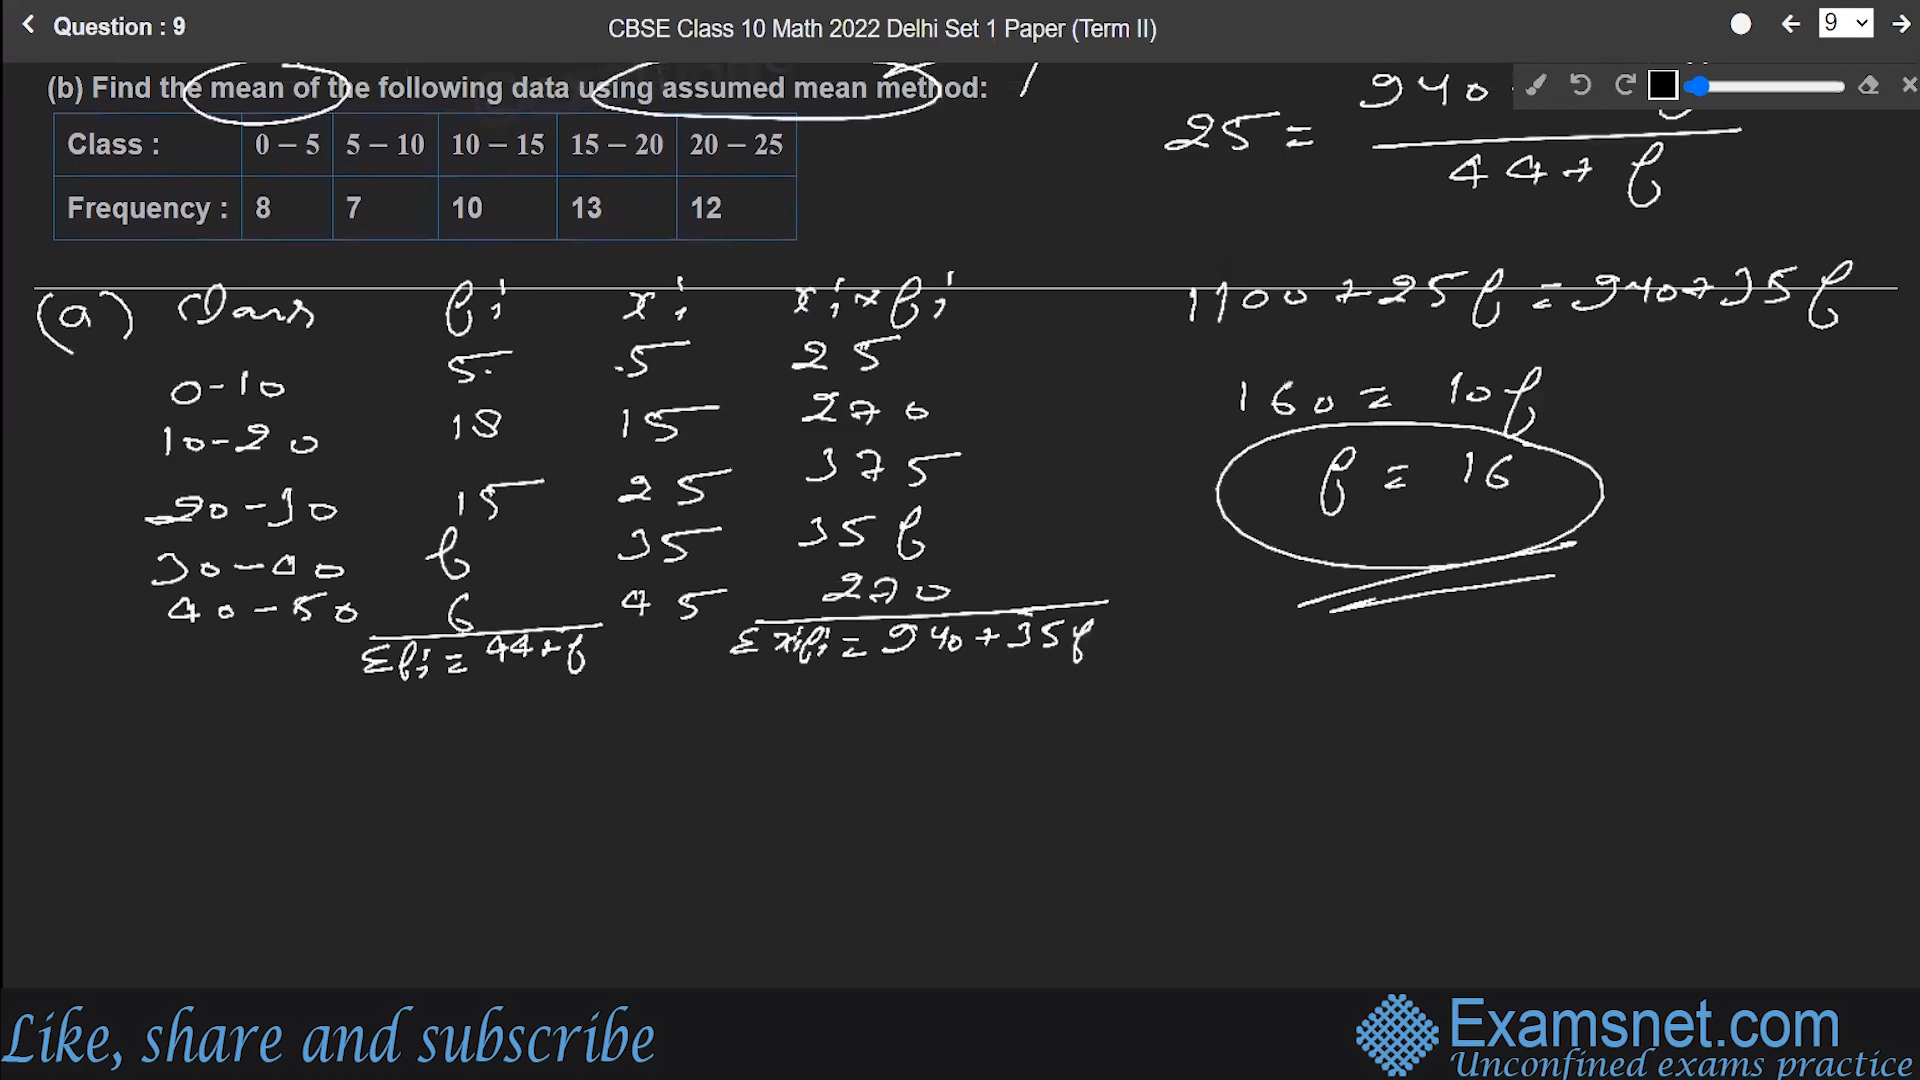 Question : 9
CBSE Class 10 Math 2022 Delhi Set 1 Paper (Term II)
9
(b) Find the mean of the following data using assumed mean method:
Class : 0 – 5 5 – 10 10 – 15 15 – 20 20 – 25
Frequency : 8 7 10 13 12
25 = 940
44 + f
1100 + 25f = 940 + 35f
160 = 10f
f = 16
(a) Class fi xi xi × fi
0-10 5 5 25
10-20 18 15 270
20-30 15 25 375
30-40 f 35 35f
40-50 6 45 270
Σfi = 44+f Σxifi = 940 + 35f
Like, share and subscribe
Examsnet.com
Unconfined exams practice